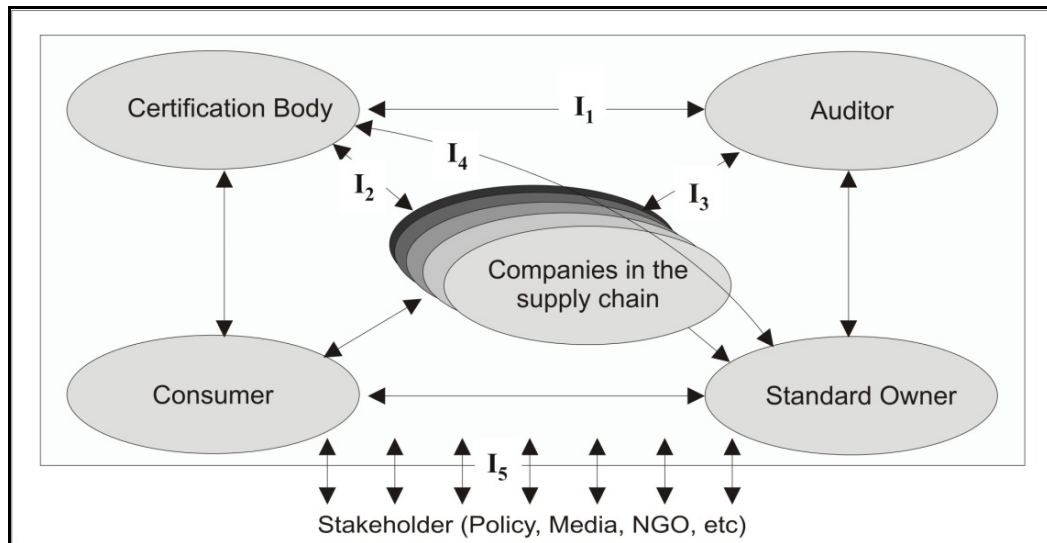 Certification Body
I₁
Auditor
I₄
I₂
I₃
Companies in the
supply chain
Consumer
Standard Owner
I₅
Stakeholder (Policy, Media, NGO, etc)